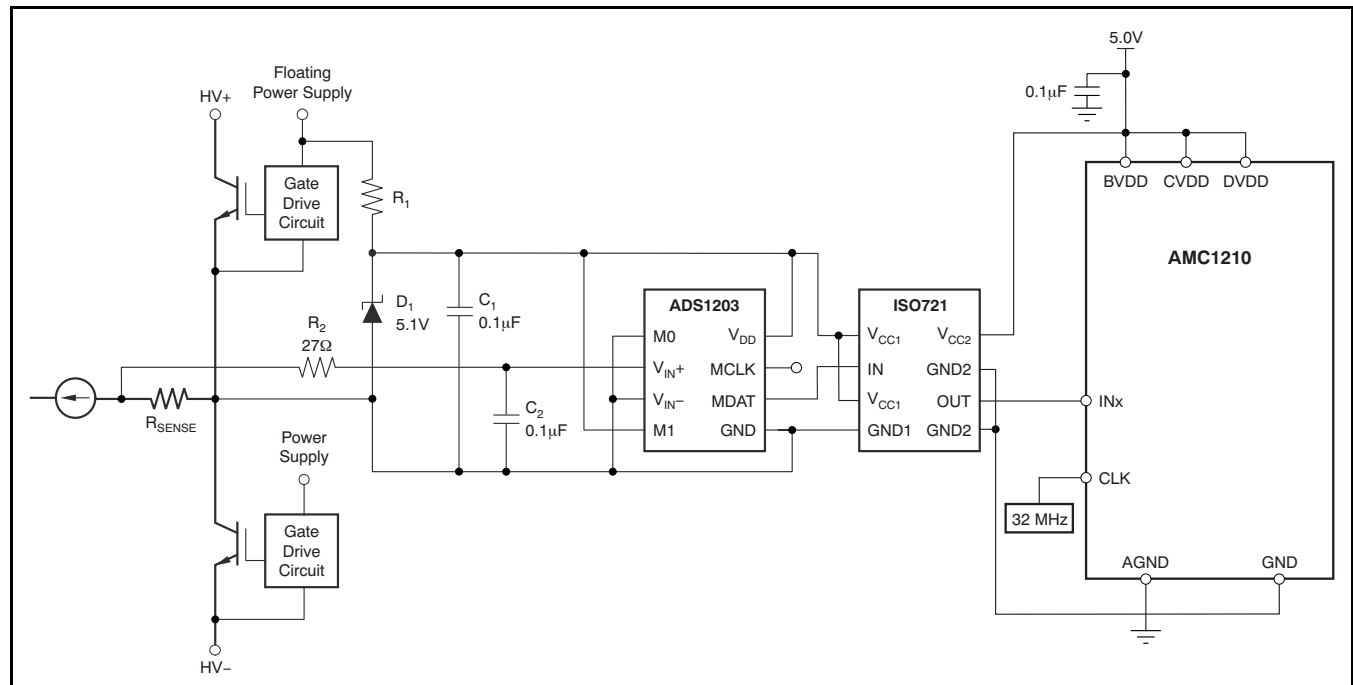 5.0V
0.1µF
Floating
Power Supply
HV+
Gate
Drive
Circuit
R1
BVDD CVDD DVDD
AMC1210
D1
5.1V
C1
0.1µF
ADS1203
M0
VIN+
VIN−
M1
VDD
MCLK
MDAT
GND
ISO721
VCC1
IN
VCC1
GND1
VCC2
GND2
OUT
GND2
R2
27Ω
C2
0.1µF
RSENSE
INx
CLK
32 MHz
Power
Supply
Gate
Drive
Circuit
AGND
GND
HV−